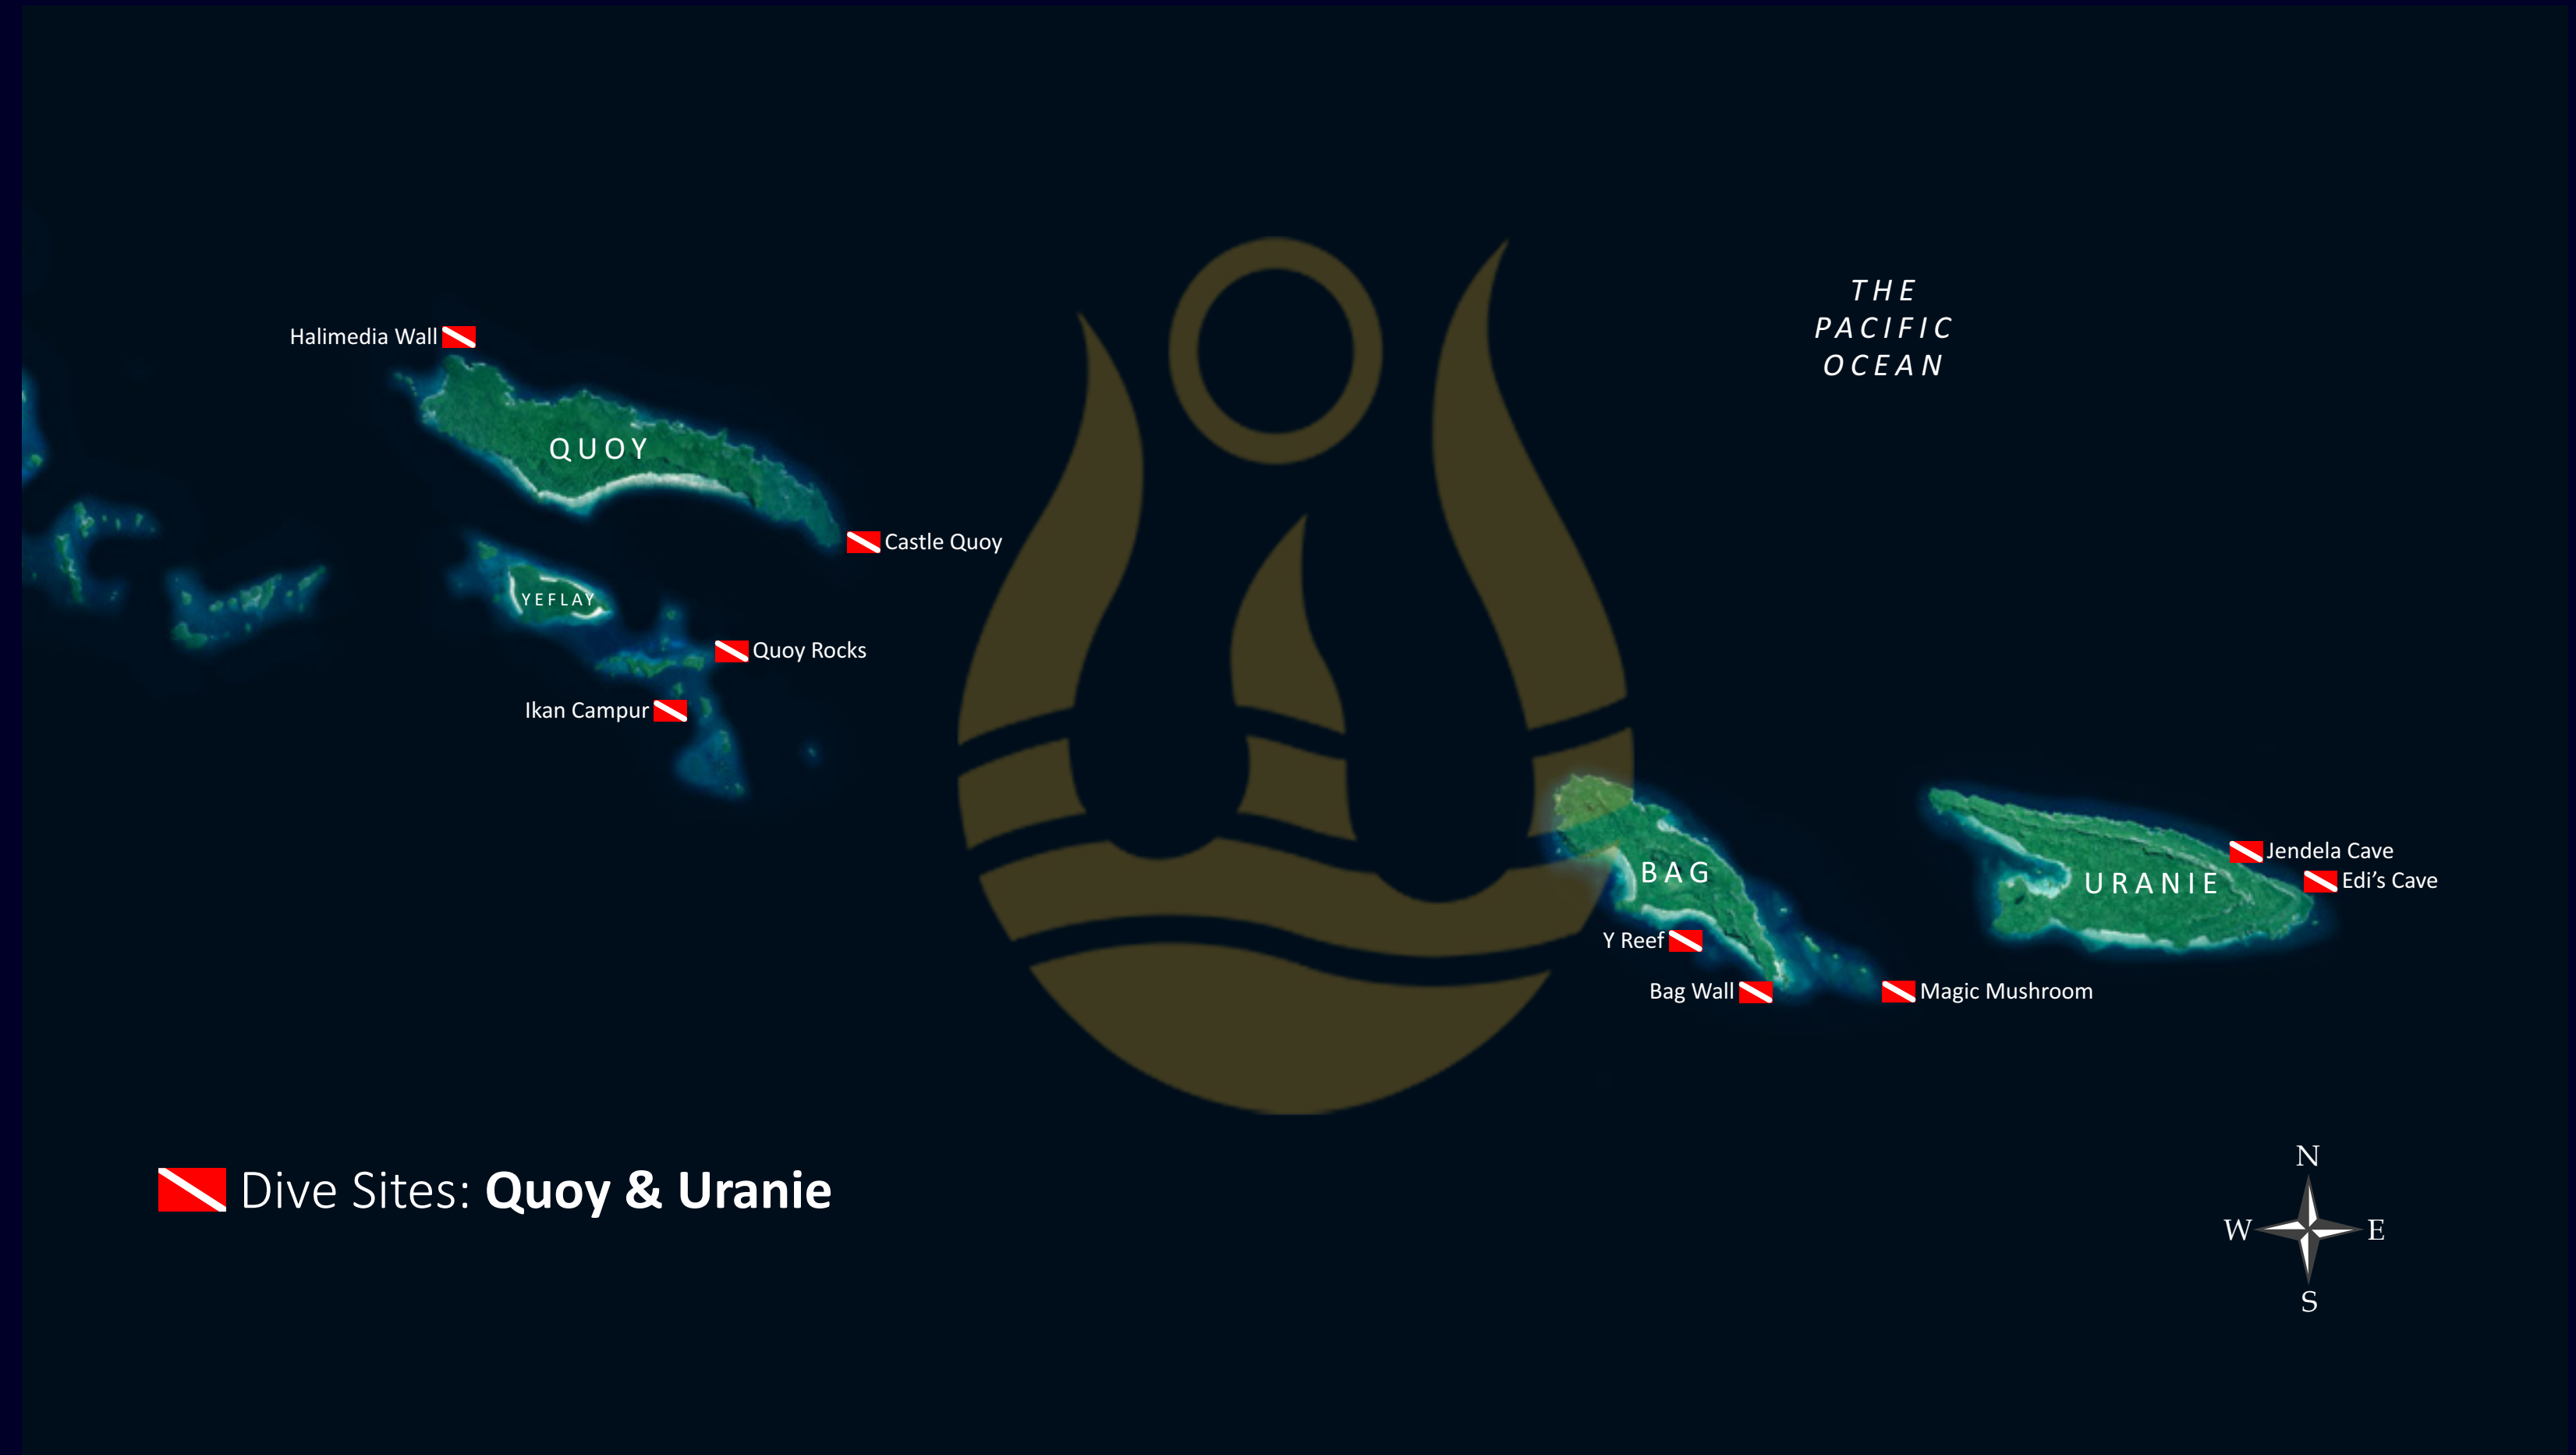 THE
PACIFIC
OCEAN
Halimedia Wall
QUOY
Castle Quoy
YEFLAY
Quoy Rocks
Ikan Campur
Jendela Cave
BAG
URANIE
Edi’s Cave
Y Reef
Bag Wall
Magic Mushroom
Dive Sites: Quoy & Uranie
N
W E
S